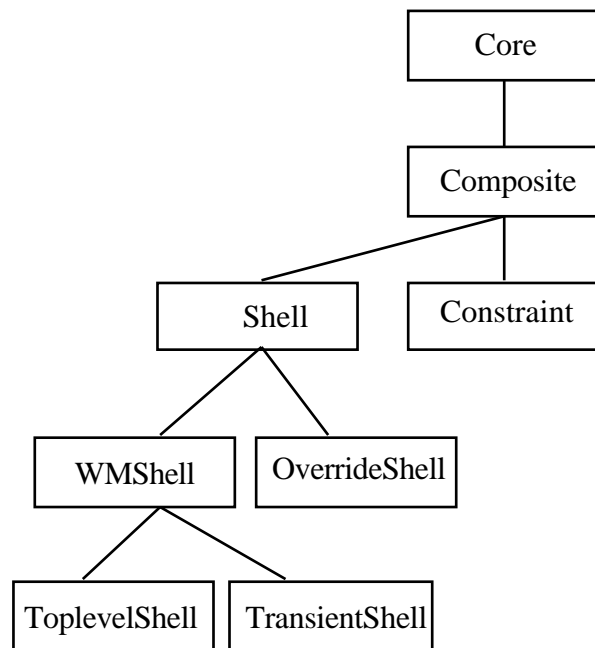 Core
Composite
Shell
Constraint
WMShell
OverrideShell
ToplevelShell
TransientShell